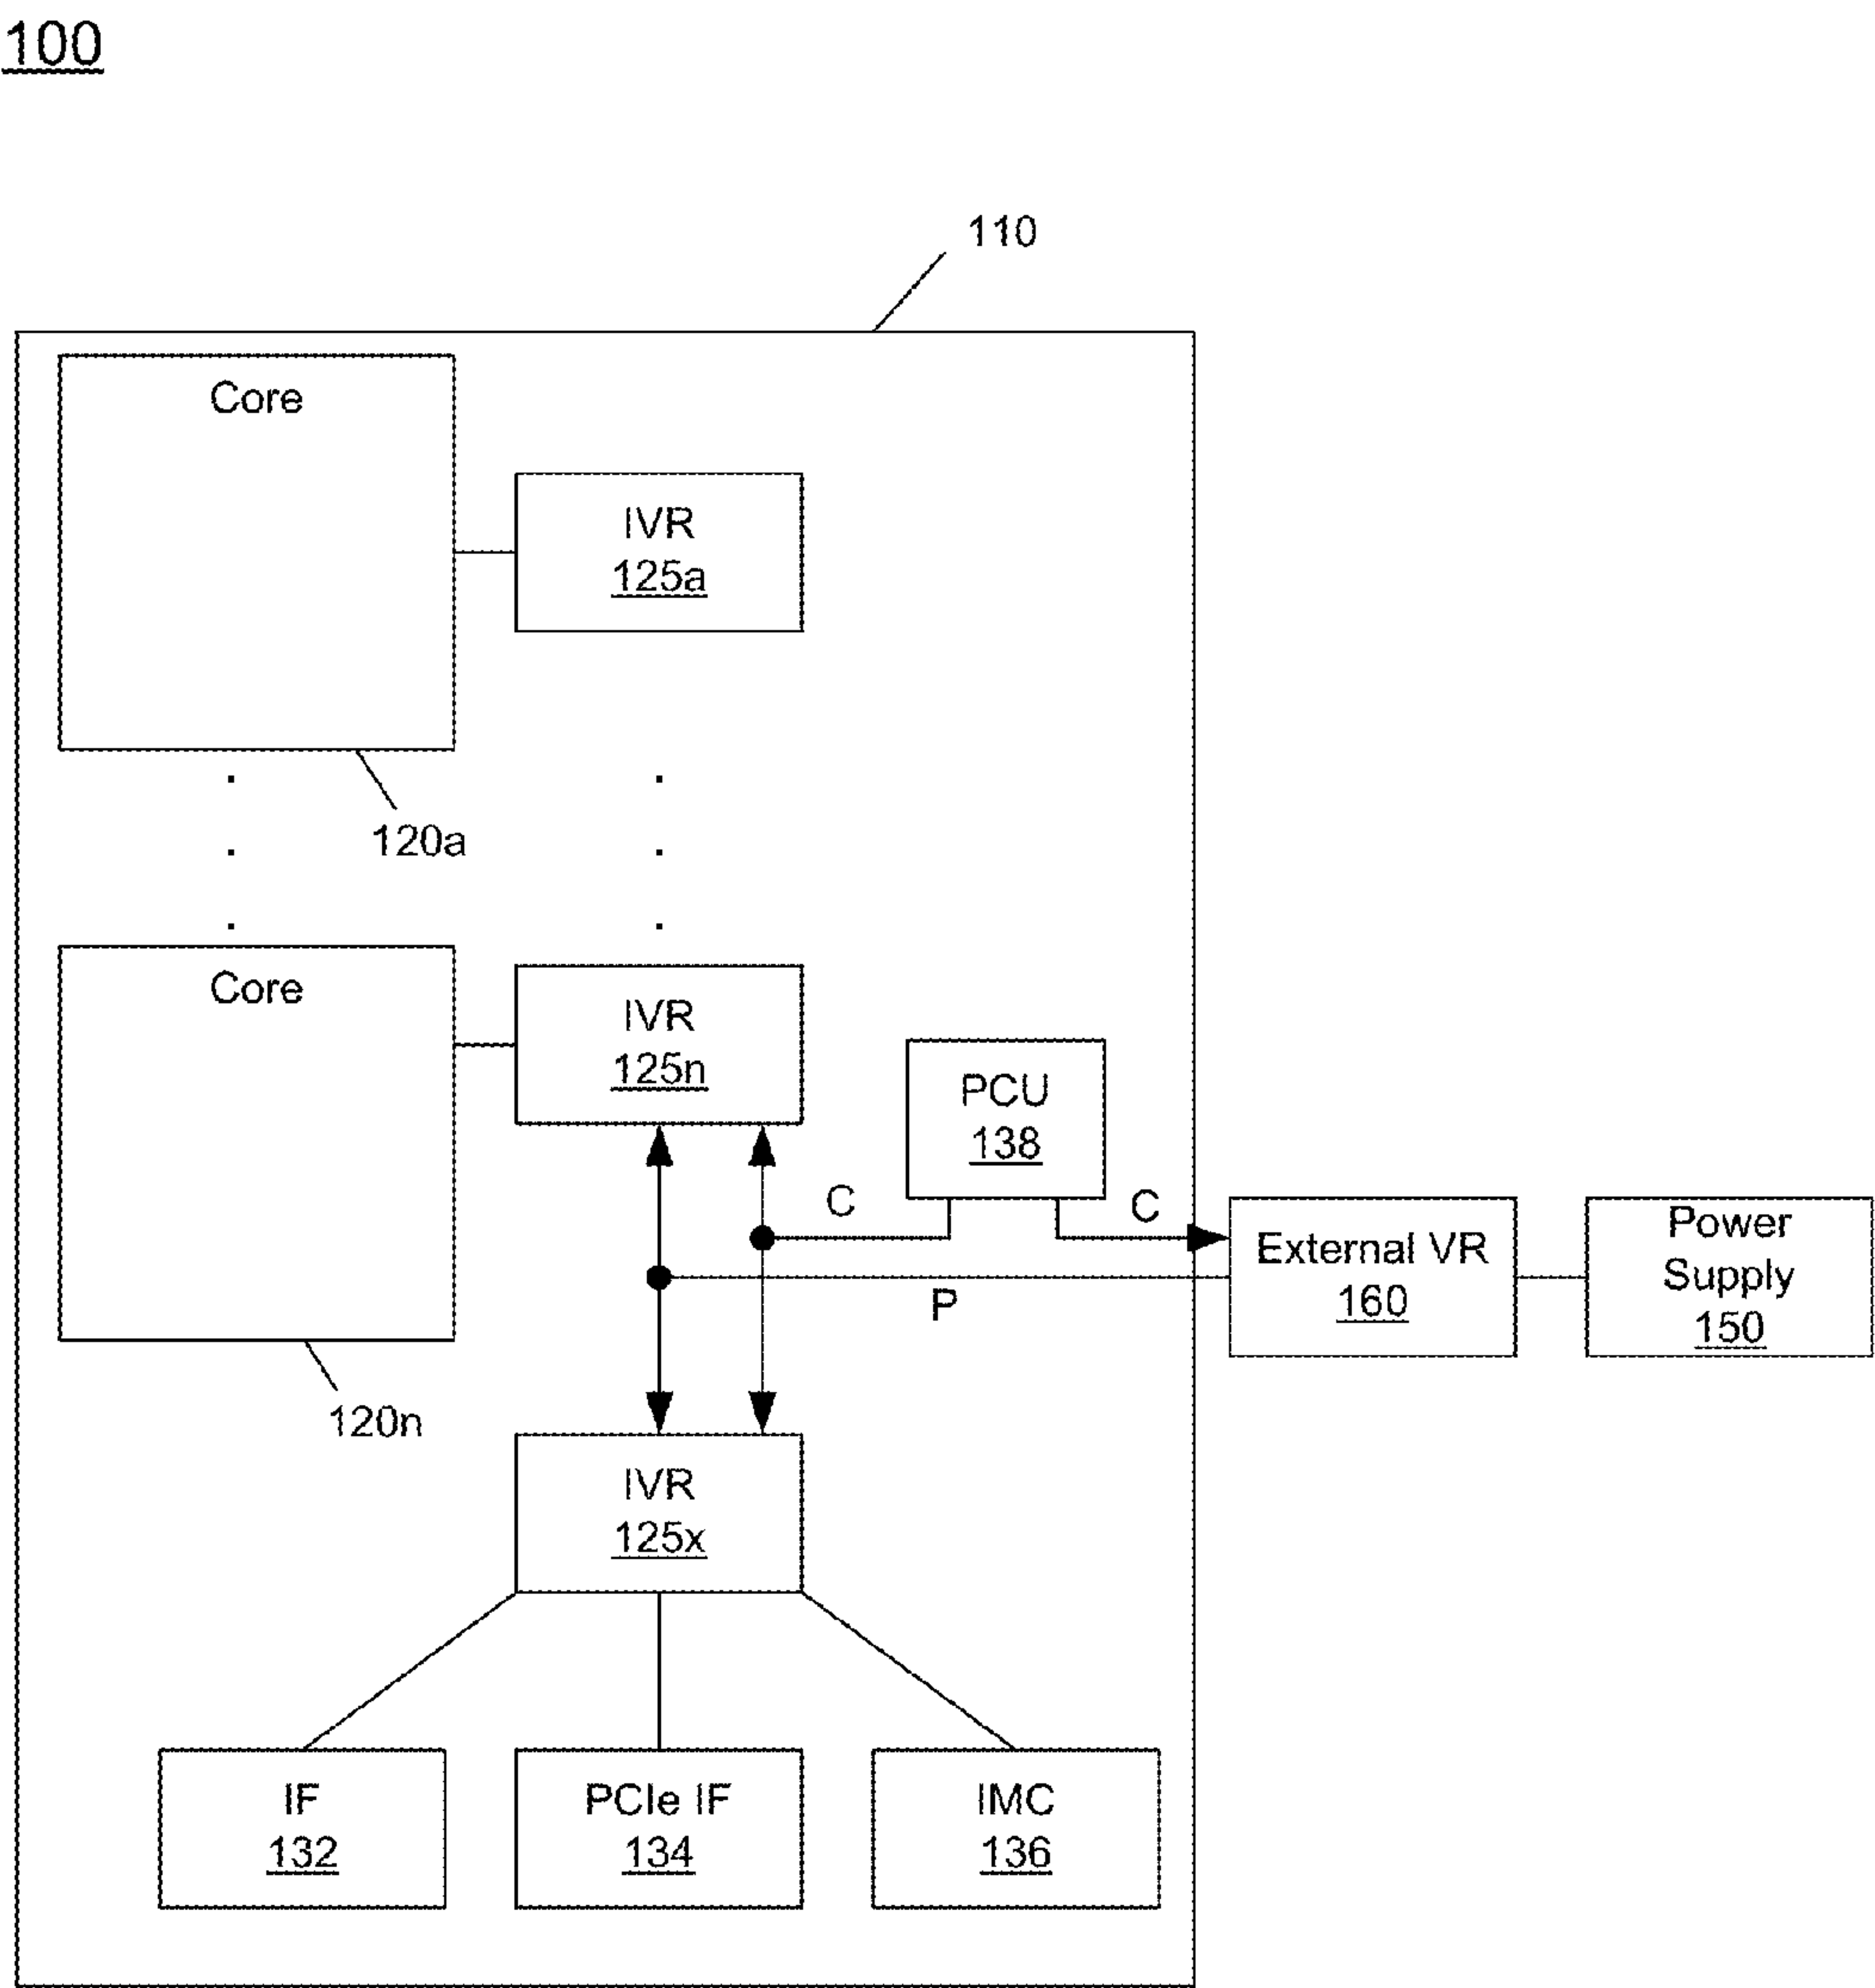 100
110
Core
IVR
125a
120a
Core
IVR
125n
PCU
138
C
C
External VR
160
Power
Supply
150
P
120n
IVR
125x
IF
132
PCIe IF
134
IMC
136